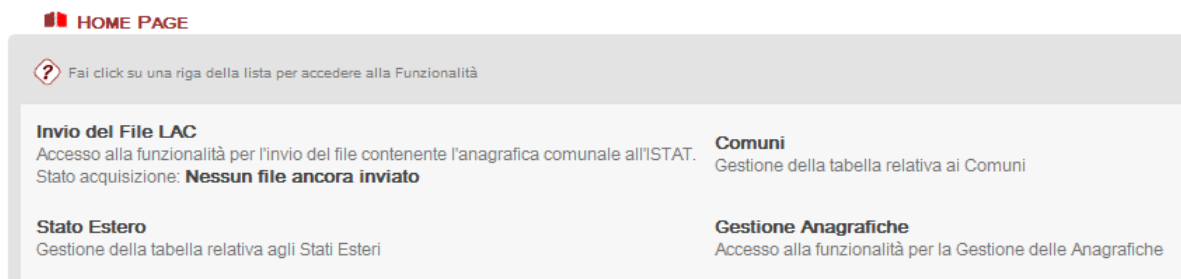 HOME PAGE
Fai click su una riga della lista per accedere alla Funzionalità
Invio del File LAC
Accesso alla funzionalità per l'invio del file contenente l'anagrafica comunale all'ISTAT.
Stato acquisizione: Nessun file ancora inviato
Comuni
Gestione della tabella relativa ai Comuni
Stato Estero
Gestione della tabella relativa agli Stati Esteri
Gestione Anagrafiche
Accesso alla funzionalità per la Gestione delle Anagrafiche